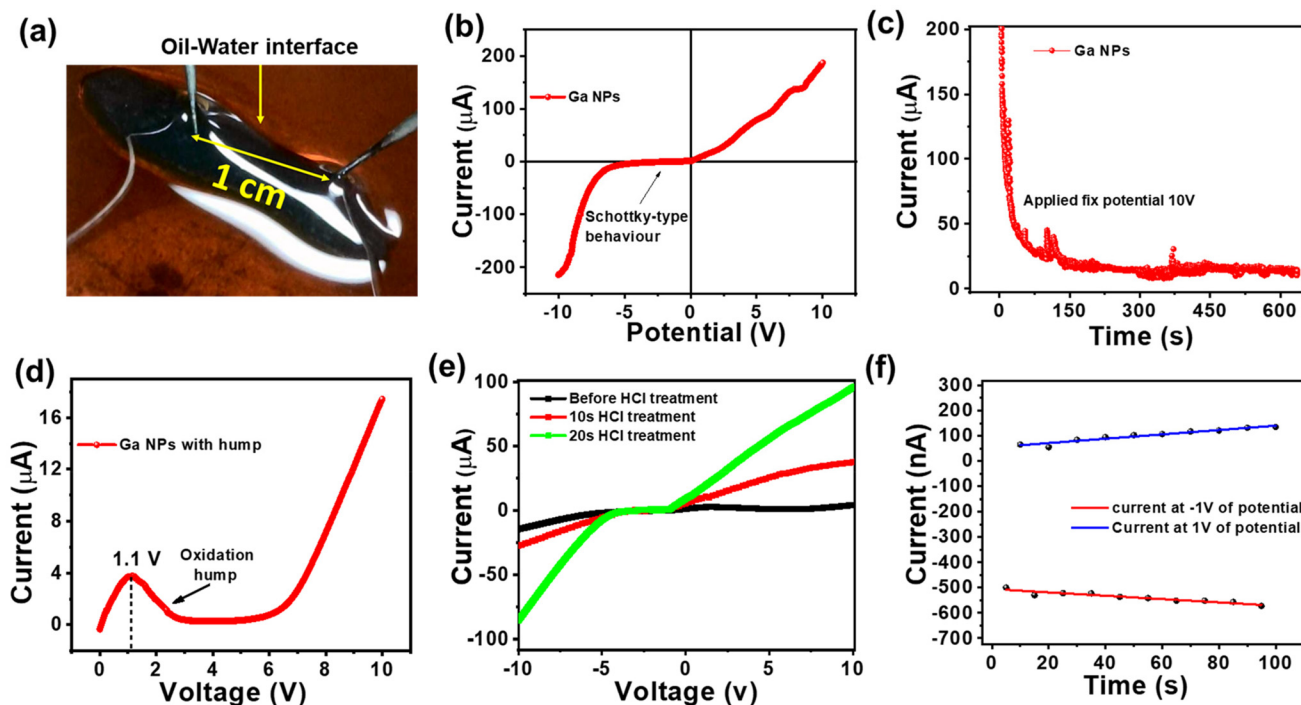 (a)
Oil-Water interface
1 cm
(b)
200
100
0
-100
-200
Current (μA)
Ga NPs
Schottky-type
behaviour
-10 -5 0 5 10
Potential (V)
(c)
200
150
100
50
0
Current (μA)
Ga NPs
Applied fix potential 10V
0 150 300 450 600
Time (s)
(d)
16
12
8
4
0
Current (μA)
Ga NPs with hump
1.1 V
Oxidation
hump
0 2 4 6 8 10
Voltage (V)
(e)
100
50
0
-50
-100
Current (μA)
Before HCl treatment
10s HCl treatment
20s HCl treatment
-10 -5 0 5 10
Voltage (v)
(f)
300
200
100
0
-100
-200
-300
-400
-500
-600
-700
Current (nA)
current at -1V of potential
Current at 1V of potential
0 20 40 60 80 100
Time (s)